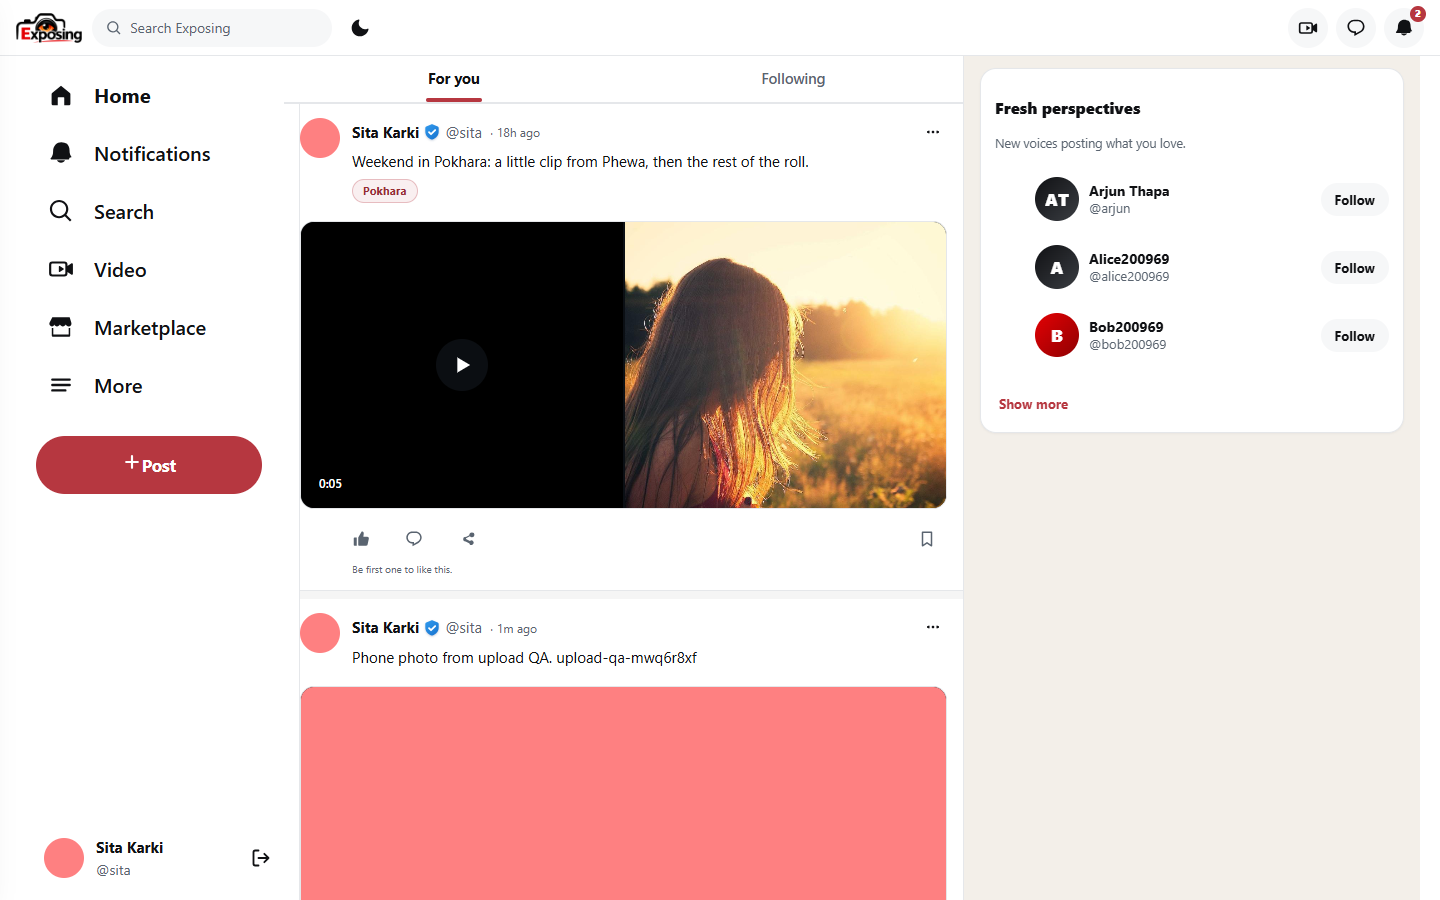 Exposing
Search Exposing
2
Home
Notifications
Search
Video
Marketplace
More
+ Post
Sita Karki
@sita
For you
Following
Sita Karki @sita · 18h ago
Weekend in Pokhara: a little clip from Phewa, then the rest of the roll.
Pokhara
0:05
Be first one to like this.
Sita Karki @sita · 1m ago
Phone photo from upload QA. upload-qa-mwq6r8xf
Fresh perspectives
New voices posting what you love.
AT
Arjun Thapa
@arjun
Follow
A
Alice200969
@alice200969
Follow
B
Bob200969
@bob200969
Follow
Show more